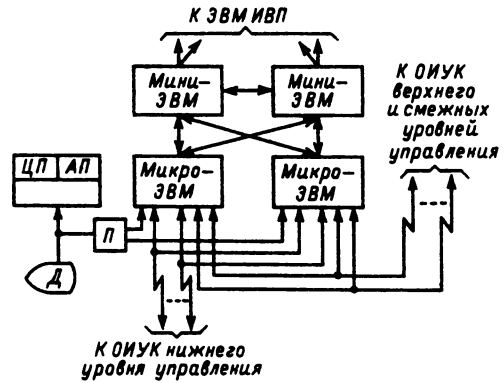 К ЭВМ ИВП
Мини-
ЭВМ
Мини-
ЭВМ
К ОИУК
верхнего
и смежных
уровней
управления
ЦП АП
Микро-
ЭВМ
Микро-
ЭВМ
П
Д
К ОИУК нижнего
уровня управления